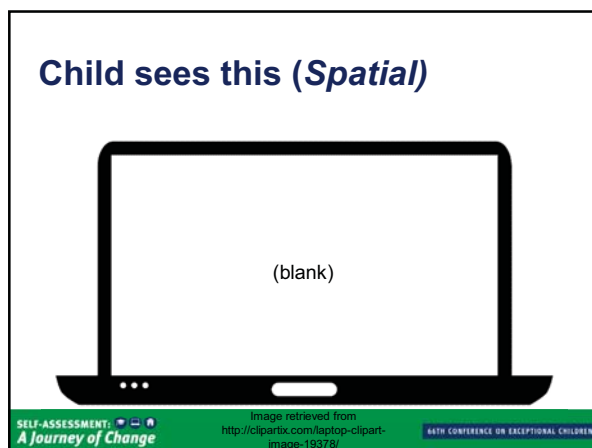 Child sees this (Spatial)
(blank)
SELF-ASSESSMENT:
A Journey of Change
Image retrieved from
http://clipartix.com/laptop-clipart-
image-19378/
66TH CONFERENCE ON EXCEPTIONAL CHILDREN